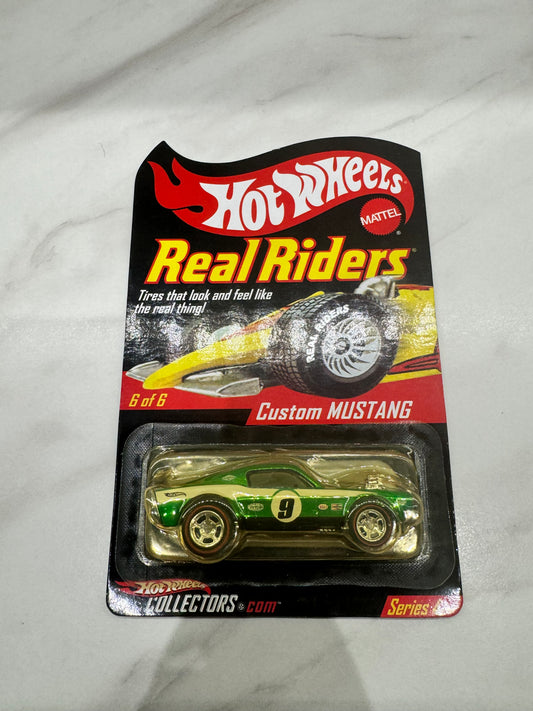 HOT WHEELS®
MATTEL
®
Real Riders®
Tires that look and feel like
the real thing!
REAL RIDERS
6 of 6
Custom MUSTANG
9
HOT WHEELS
COLLECTORS.COM™
Series